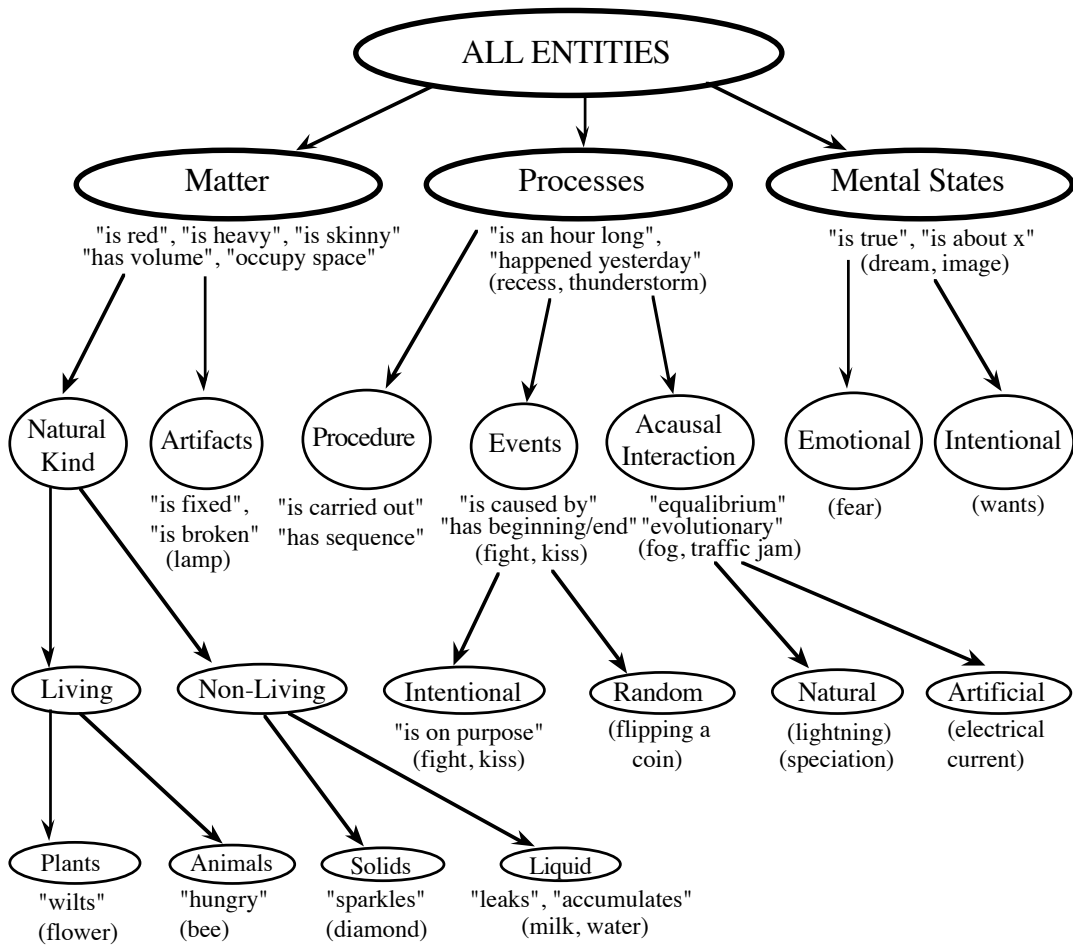 ALL ENTITIES
Matter
Processes
Mental States
"is red", "is heavy", "is skinny"
"has volume", "occupy space"
"is an hour long",
"happened yesterday"
(recess, thunderstorm)
"is true", "is about x"
(dream, image)
Natural
Kind
Artifacts
Procedure
Events
Acausal
Interaction
Emotional
Intentional
"is fixed",
"is broken"
(lamp)
"is carried out"
"has sequence"
"is caused by"
"has beginning/end"
(fight, kiss)
"equalibrium"
"evolutionary"
(fog, traffic jam)
(fear)
(wants)
Living
Non-Living
Intentional
Random
Natural
Artificial
"is on purpose"
(fight, kiss)
(flipping a
coin)
(lightning)
(speciation)
(electrical
current)
Plants
Animals
Solids
Liquid
"wilts"
(flower)
"hungry"
(bee)
"sparkles"
(diamond)
"leaks", "accumulates"
(milk, water)